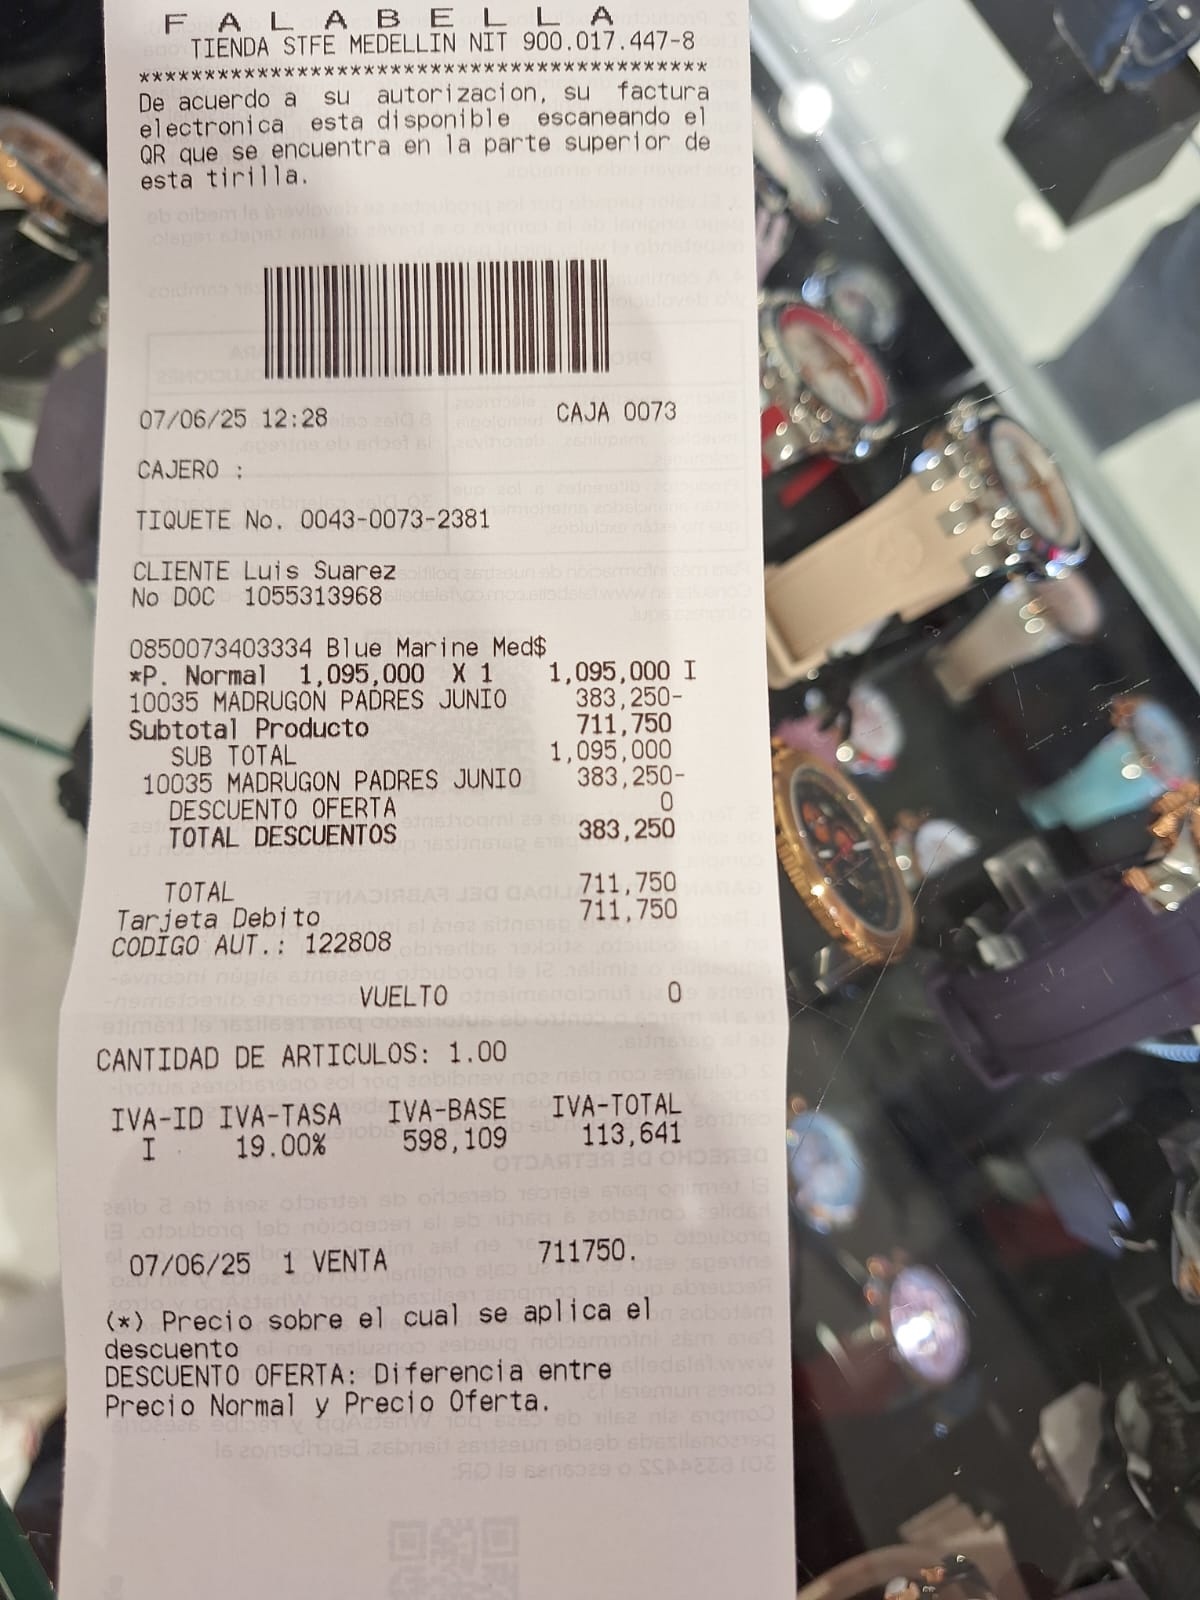 F A L A B E L L A
TIENDA STFE MEDELLIN NIT 900.017.447-8
*******************************************
De acuerdo a su autorizacion, su factura
electronica esta disponible escaneando el
QR que se encuentra en la parte superior de
esta tirilla.
07/06/25 12:28 CAJA 0073
CAJERO :
TIQUETE No. 0043-0073-2381
CLIENTE Luis Suarez
No DOC 1055313968
0850073403334 Blue Marine Med$
*P. Normal 1,095,000 X 1 1,095,000 I
10035 MADRUGON PADRES JUNIO 383,250-
Subtotal Producto 711,750
SUB TOTAL 1,095,000
10035 MADRUGON PADRES JUNIO 383,250-
DESCUENTO OFERTA 0
TOTAL DESCUENTOS 383,250
TOTAL 711,750
Tarjeta Debito 711,750
CODIGO AUT.: 122808
VUELTO 0
CANTIDAD DE ARTICULOS: 1.00
IVA-ID IVA-TASA IVA-BASE IVA-TOTAL
I 19.00% 598,109 113,641
07/06/25 1 VENTA 711750.
(*) Precio sobre el cual se aplica el
descuento
DESCUENTO OFERTA: Diferencia entre
Precio Normal y Precio Oferta.